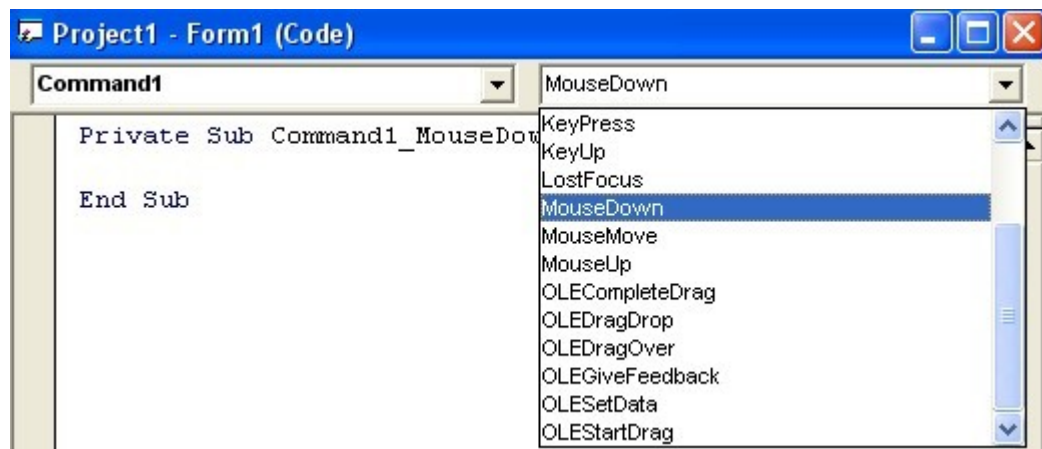 Project1 - Form1 (Code)
Command1
MouseDown
Private Sub Command1_MouseDow
End Sub
KeyPress
KeyUp
LostFocus
MouseDown
MouseMove
MouseUp
OLECompleteDrag
OLEDragDrop
OLEDragOver
OLEGiveFeedback
OLESetData
OLEStartDrag